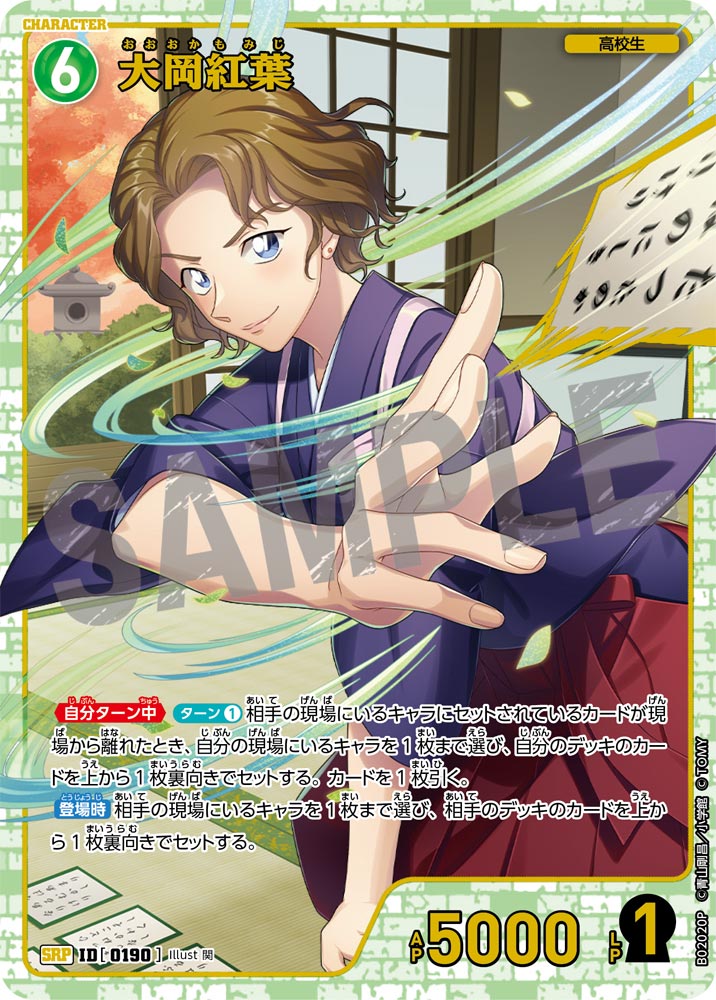 CHARACTER
6
おおおかもみじ
大岡紅葉
高校生
SAMPLE
自分ターン中 ターン1 相手の現場にいるキャラにセットされているカードが現
場から離れたとき、自分の現場にいるキャラを1枚まで選び、自分のデッキのカー
ドを上から1枚裏向きでセットする。カードを1枚引く。
登場時 相手の現場にいるキャラを1枚まで選び、相手のデッキのカードを上か
ら1枚裏向きでセットする。
SRP ID[0190] Illust 関
AP 5000
LP 1
B02020P ©青山剛昌/小学館 ©TOMY